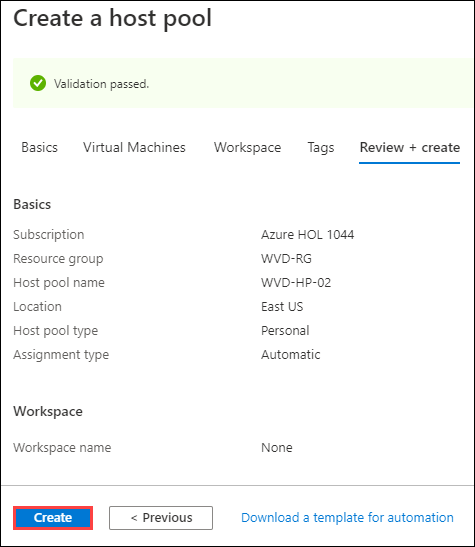 Create a host pool
Validation passed.
Basics Virtual Machines Workspace Tags Review + create
Basics
Subscription Azure HOL 1044
Resource group WVD-RG
Host pool name WVD-HP-02
Location East US
Host pool type Personal
Assignment type Automatic
Workspace
Workspace name None
Create < Previous Download a template for automation